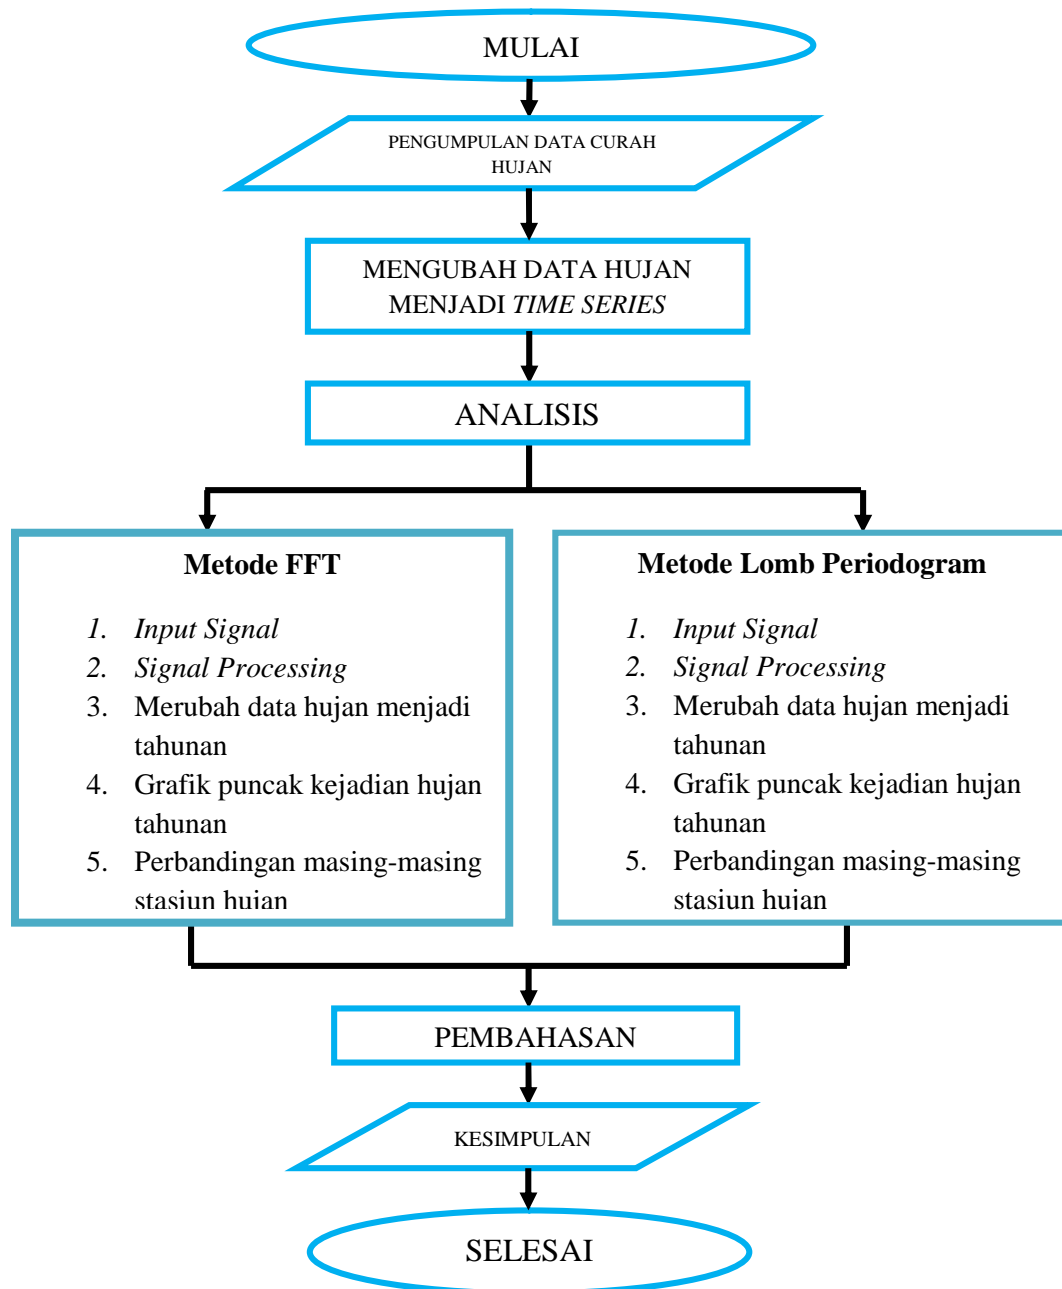 MULAI
PENGUMPULAN DATA CURAH
HUJAN
MENGUBAH DATA HUJAN
MENJADI TIME SERIES
ANALISIS
Metode FFT
1. Input Signal
2. Signal Processing
3. Merubah data hujan menjadi
tahunan
4. Grafik puncak kejadian hujan
tahunan
5. Perbandingan masing-masing
stasiun hujan
Metode Lomb Periodogram
1. Input Signal
2. Signal Processing
3. Merubah data hujan menjadi
tahunan
4. Grafik puncak kejadian hujan
tahunan
5. Perbandingan masing-masing
stasiun hujan
PEMBAHASAN
KESIMPULAN
SELESAI